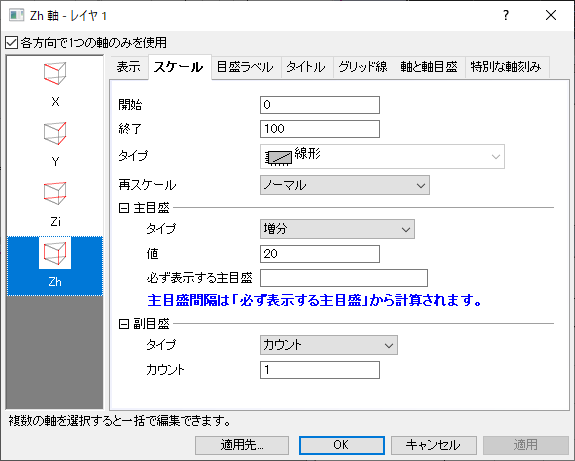 Zh 軸 - レイヤ 1
各方向で1つの軸のみを使用
X
Y
Zi
Zh
表示 スケール 目盛ラベル タイトル グリッド線 軸と軸目盛 特別な軸刻み
開始 0
終了 100
タイプ 線形
再スケール ノーマル
主目盛
タイプ 増分
値 20
必ず表示する主目盛
主目盛間隔は「必ず表示する主目盛」から計算されます。
副目盛
タイプ カウント
カウント 1
複数の軸を選択すると一括で編集できます。
適用先... OK キャンセル 適用